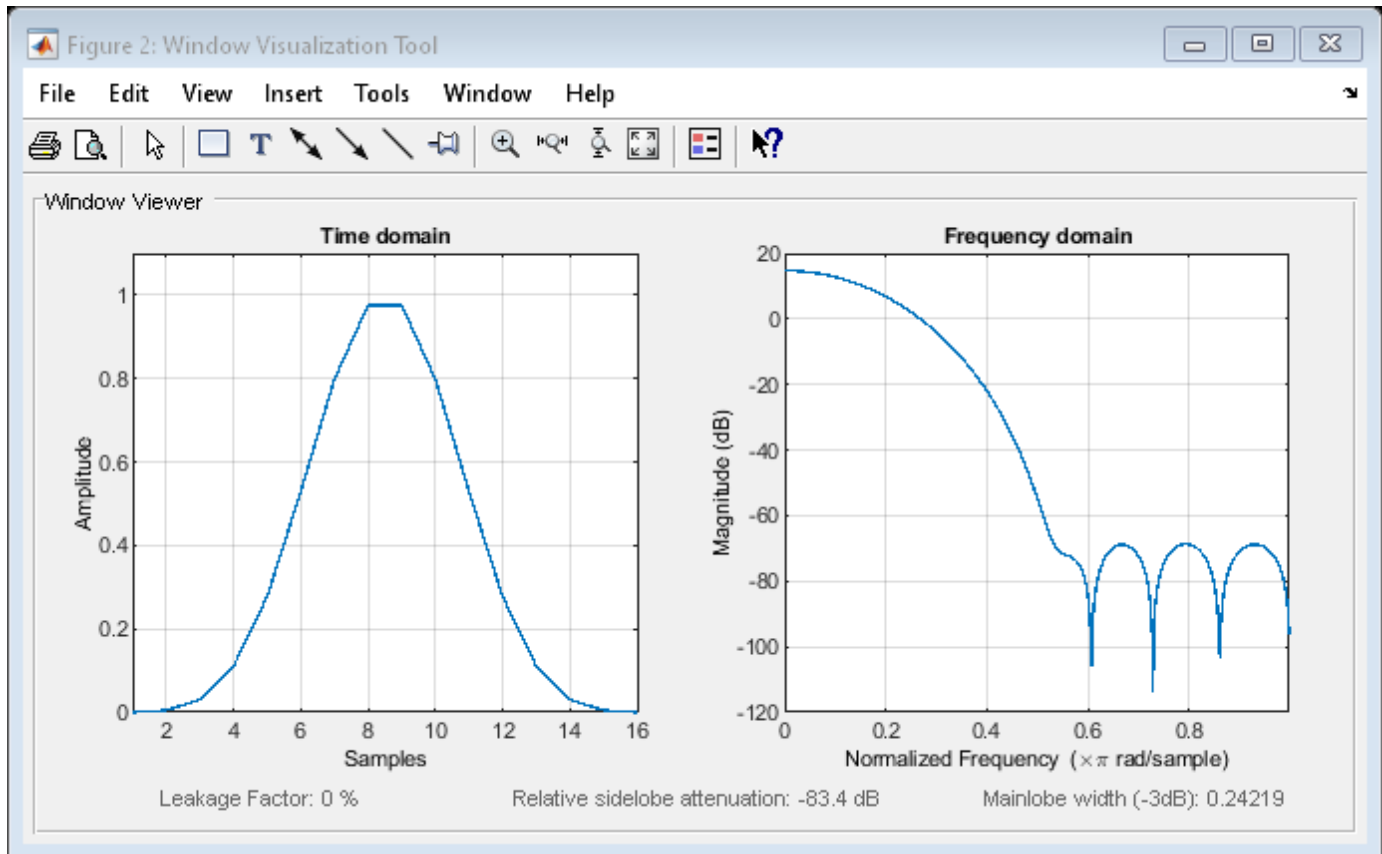 Figure 2: Window Visualization Tool
File Edit View Insert Tools Window Help
T
?
Window Viewer
Time domain
1
0.8
0.6
0.4
0.2
0
2 4 6 8 10 12 14 16
Amplitude
Samples
Frequency domain
20
0
-20
-40
-60
-80
-100
-120
0 0.2 0.4 0.6 0.8
Magnitude (dB)
Normalized Frequency (×π rad/sample)
Leakage Factor: 0 % Relative sidelobe attenuation: -83.4 dB Mainlobe width (-3dB): 0.24219